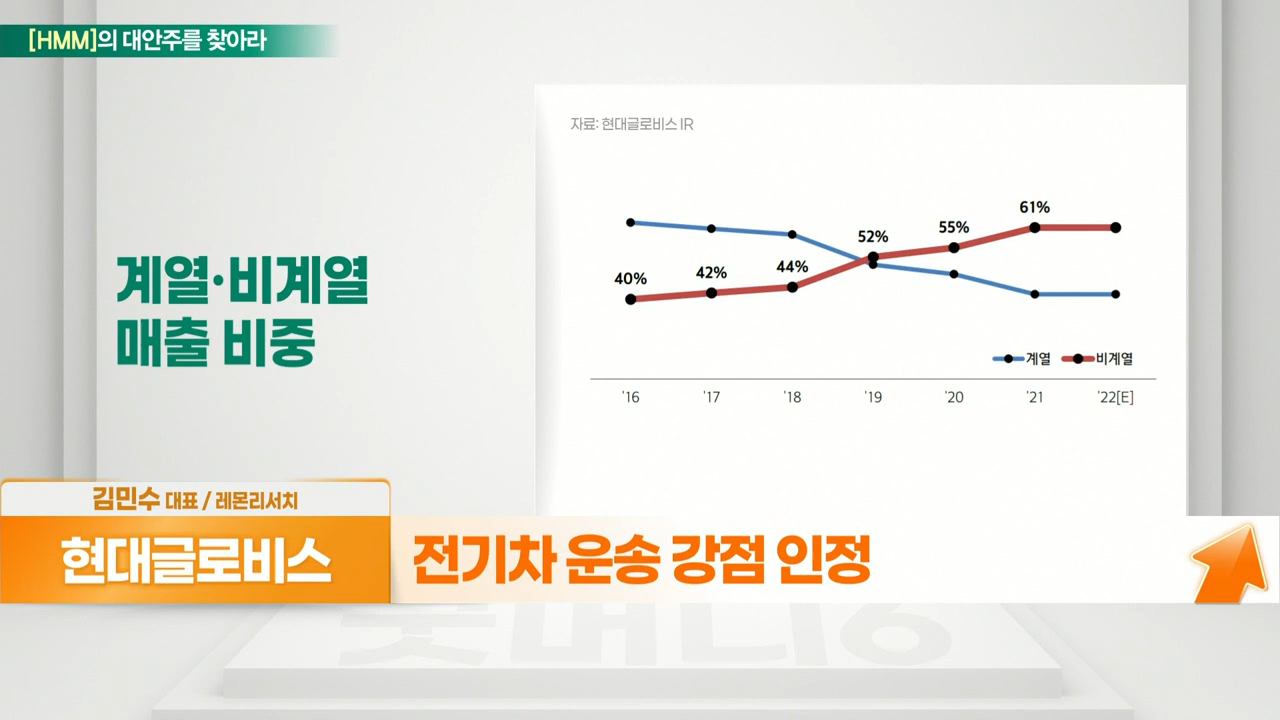 [HMM]의 대안주를 찾아라
자료: 현대글로비스 IR
계열·비계열
매출 비중
61%
55%
52%
44%
42%
40%
계열 비계열
'16 '17 '18 '19 '20 '21 '22[E]
김민수 대표 / 레몬리서치
현대글로비스
전기차 운송 강점 인정
머니6